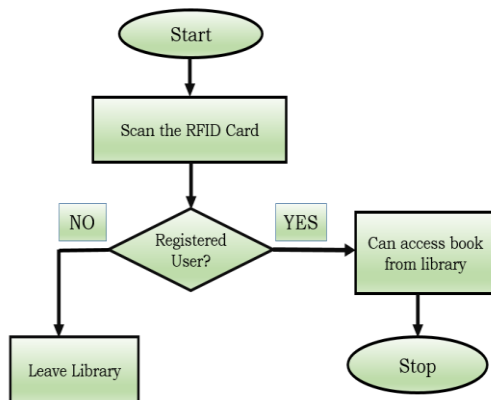 Start
Scan the RFID Card
NO
YES
Registered
User?
Can access book
from library
Leave Library
Stop